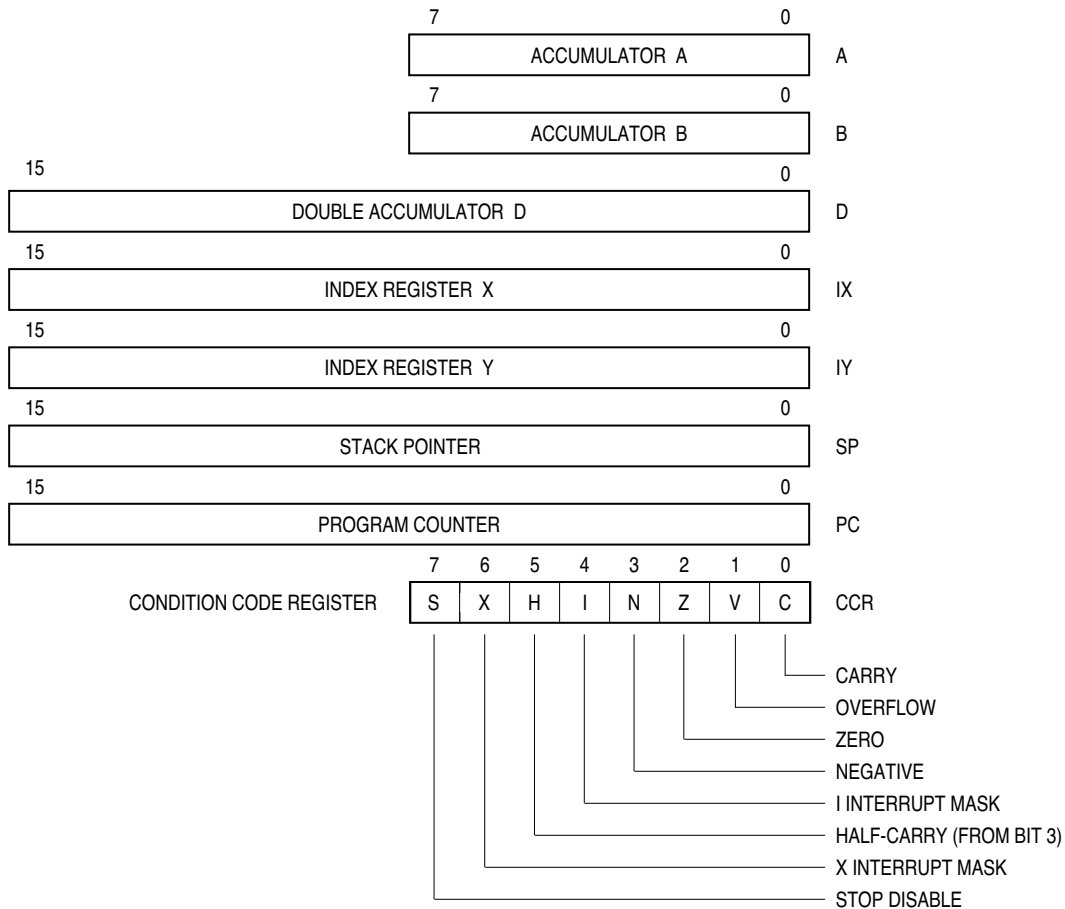 7 0
ACCUMULATOR A A
7 0
ACCUMULATOR B B
15 0
DOUBLE ACCUMULATOR D D
15 0
INDEX REGISTER X IX
15 0
INDEX REGISTER Y IY
15 0
STACK POINTER SP
15 0
PROGRAM COUNTER PC
7 6 5 4 3 2 1 0
CONDITION CODE REGISTER S X H I N Z V C CCR
CARRY
OVERFLOW
ZERO
NEGATIVE
I INTERRUPT MASK
HALF-CARRY (FROM BIT 3)
X INTERRUPT MASK
STOP DISABLE